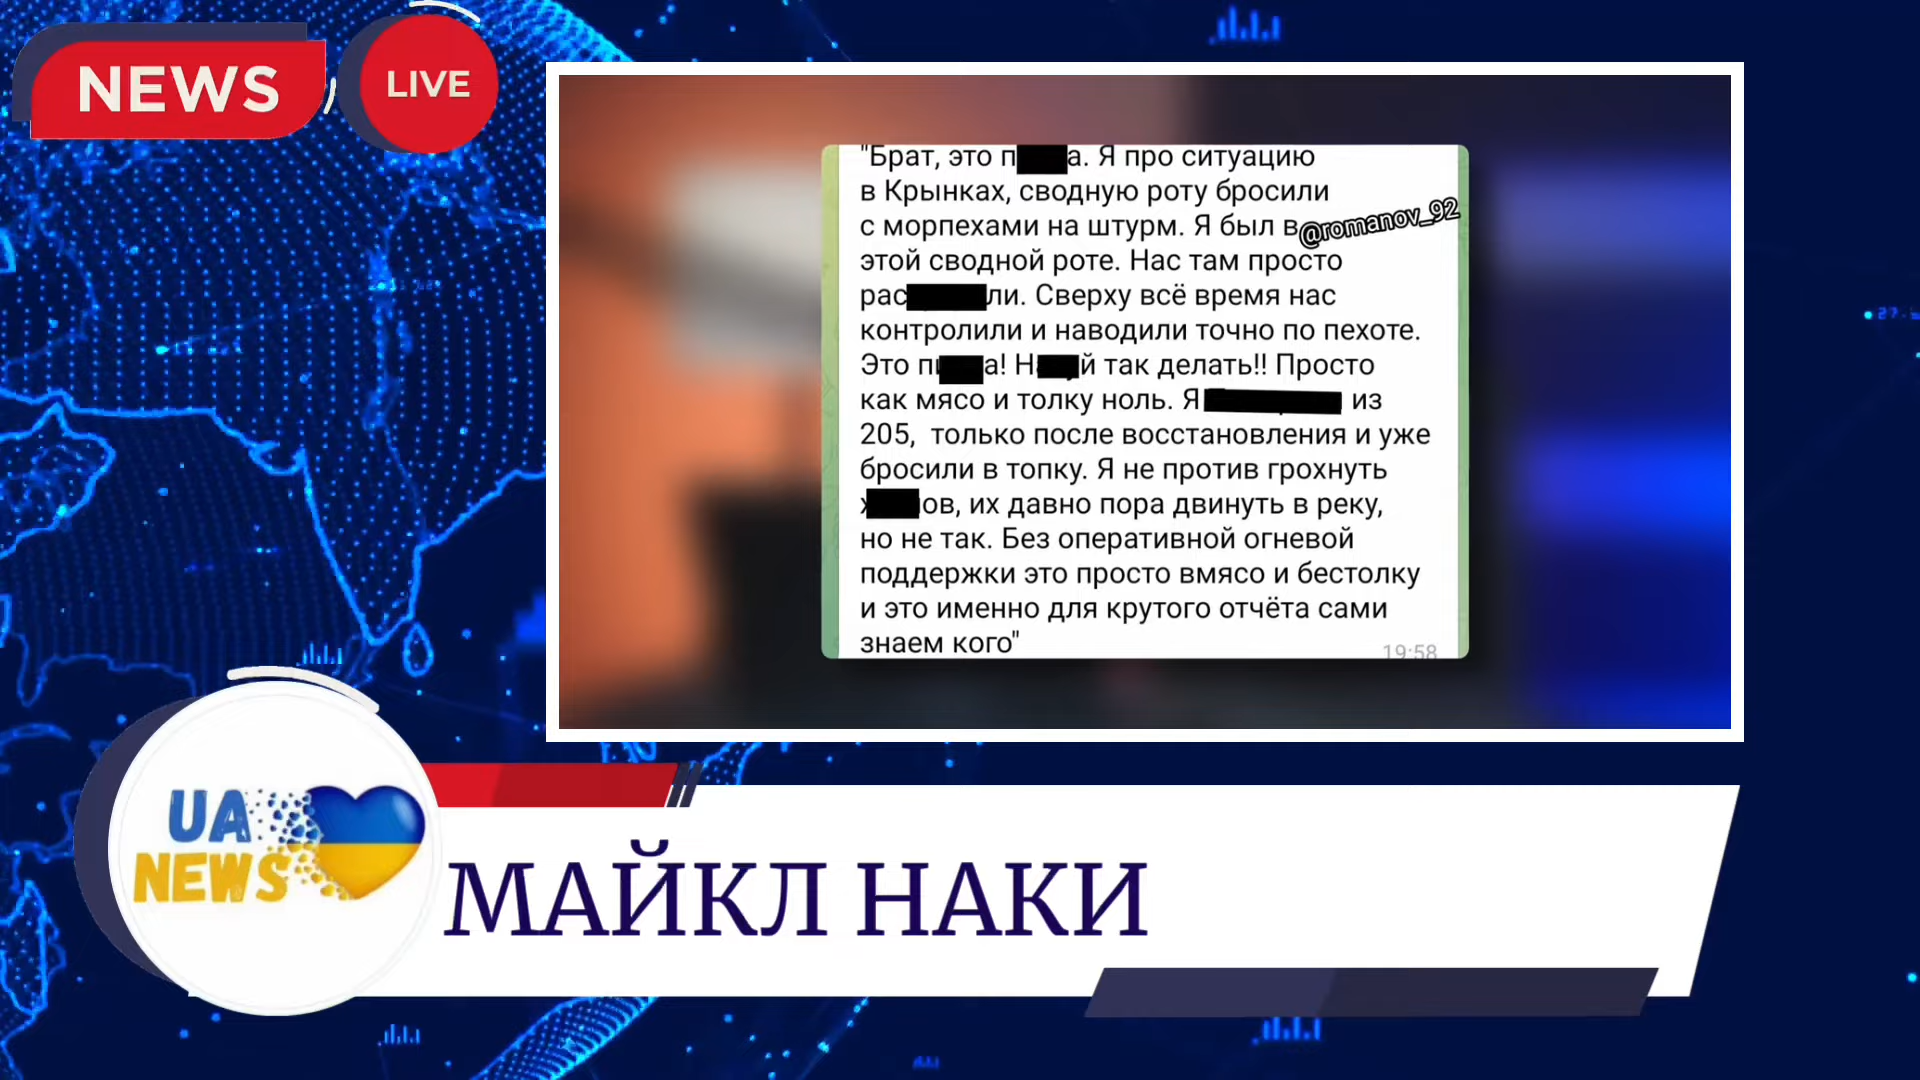 NEWS
LIVE
"Брат, это п а. Я про ситуацию
в Крынках, сводную роту бросили
с морпехами на штурм. Я был в
@romanov_92
этой сводной роте. Нас там просто
рас ли. Сверху всё время нас
контролили и наводили точно по пехоте.
Это п а! Н й так делать!! Просто
как мясо и толку ноль. Я из
205, только после восстановления и уже
бросили в топку. Я не против грохнуть
х ов, их давно пора двинуть в реку,
но не так. Без оперативной огневой
поддержки это просто вмясо и бестолку
и это именно для крутого отчёта сами
знаем кого"
19:58
UA
NEWS
МАЙКЛ НАКИ